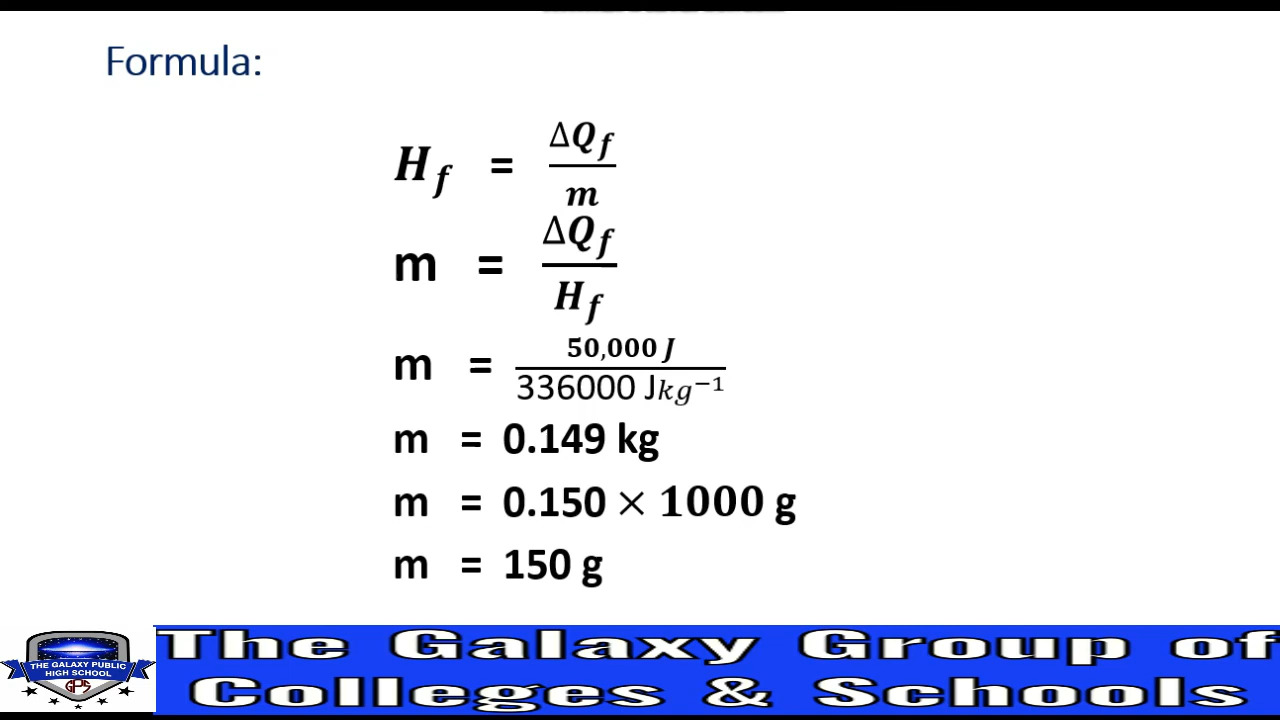 Formula:
H_f = ΔQ_f / m
m = ΔQ_f / H_f
m = 50,000 J / 336000 Jkg⁻¹
m = 0.149 kg
m = 0.150 × 1000 g
m = 150 g
THE GALAXY PUBLIC
HIGH SCHOOL
GPS
The Galaxy Group of
Colleges & Schools